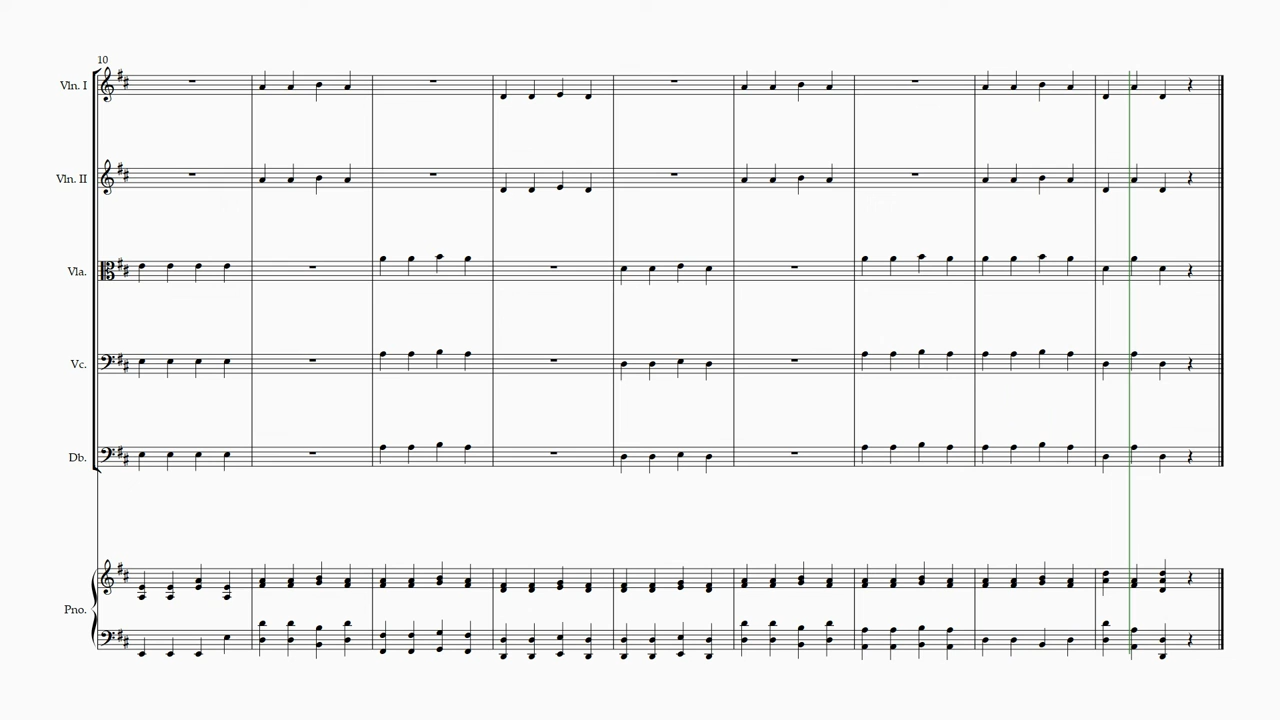 10
Vln. I
Vln. II
Vla.
Vc.
Db.
Pno.